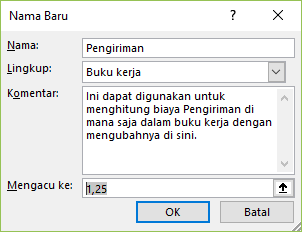 Nama Baru ? ×
Nama: Pengiriman
Lingkup: Buku kerja
Komentar: Ini dapat digunakan untuk
menghitung biaya Pengiriman di
mana saja dalam buku kerja dengan
mengubahnya di sini.
Mengacu ke: 1,25
OK Batal